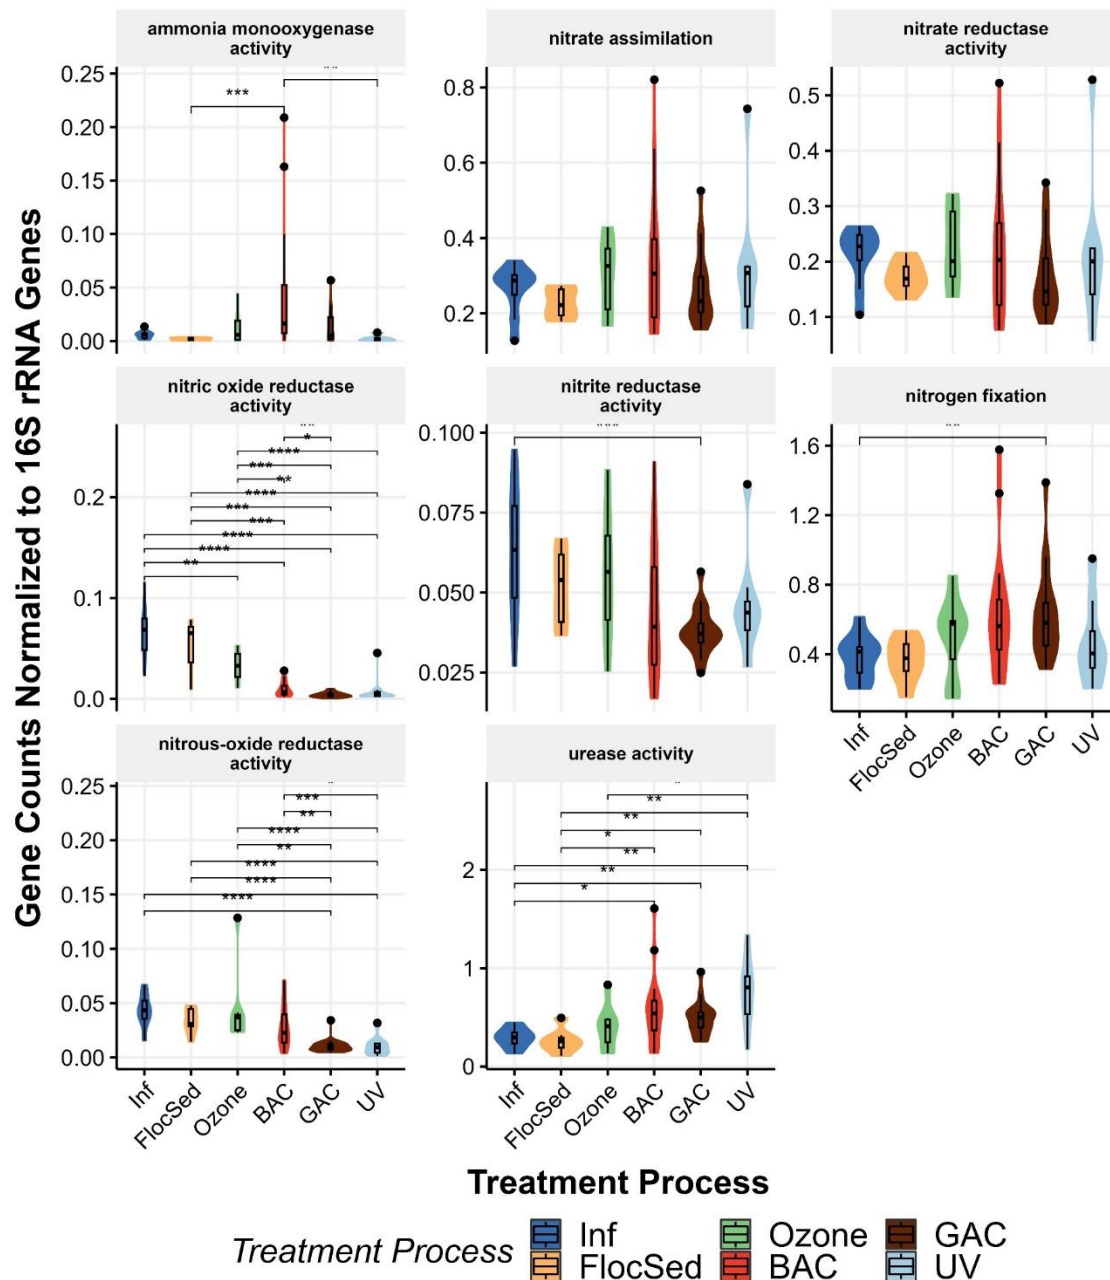 Gene Counts Normalized to 16S rRNA Genes
ammonia monooxygenase
activity
0.25
0.20
0.15
0.10
0.05
0.00
***
**
nitrate assimilation
0.8
0.6
0.4
0.2
nitrate reductase
activity
0.5
0.4
0.3
0.2
0.1
nitric oxide reductase
activity
0.2
0.1
0.0
**
*
****
***
**
****
***
***
****
****
**
nitrite reductase
activity
0.100
0.075
0.050
0.025
***
nitrogen fixation
1.6
1.2
0.8
0.4
**
Inf
FlocSed
Ozone
BAC
GAC
UV
nitrous-oxide reductase
activity
0.25
0.20
0.15
0.10
0.05
0.00
*
***
**
****
**
****
****
****
Inf
FlocSed
Ozone
BAC
GAC
UV
urease activity
2
1
0
*
**
**
*
**
**
*
Inf
FlocSed
Ozone
BAC
GAC
UV
Treatment Process
Treatment Process
Inf
Ozone
GAC
FlocSed
BAC
UV